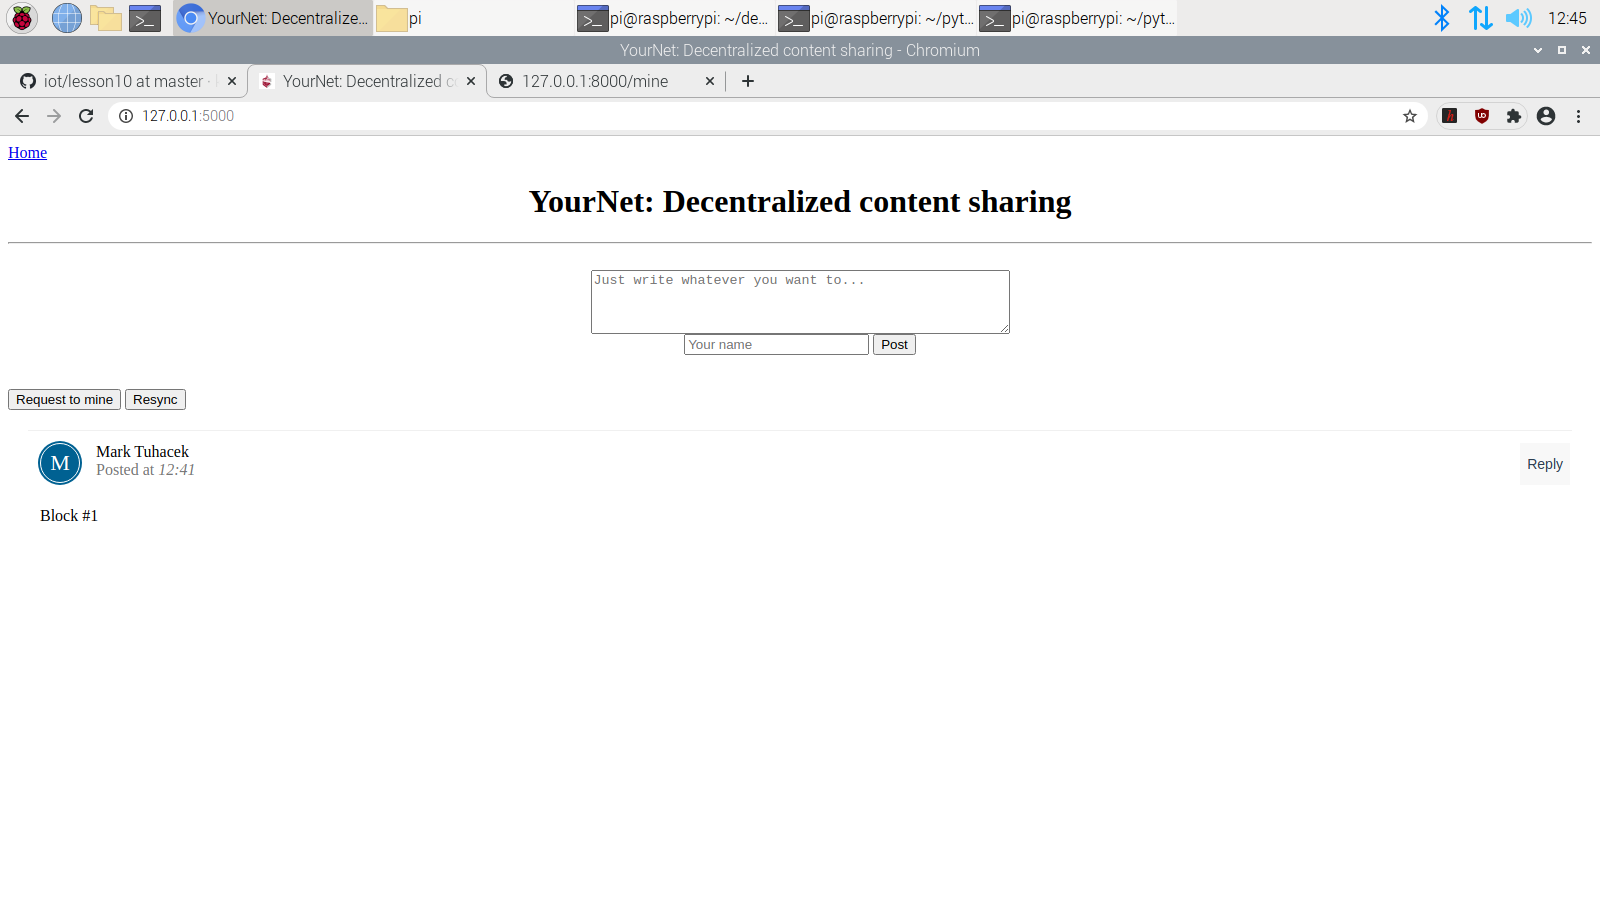 YourNet: Decentralize...
pi
pi@raspberrypi: ~/de...
pi@raspberrypi: ~/pyt...
pi@raspberrypi: ~/pyt...
12:45
YourNet: Decentralized content sharing - Chromium
iot/lesson10 at master ·
YourNet: Decentralized c
127.0.0.1:8000/mine
127.0.0.1:5000
Home
YourNet: Decentralized content sharing
Just write whatever you want to...
Your name
Post
Request to mine
Resync
M
Mark Tuhacek
Posted at 12:41
Reply
Block #1